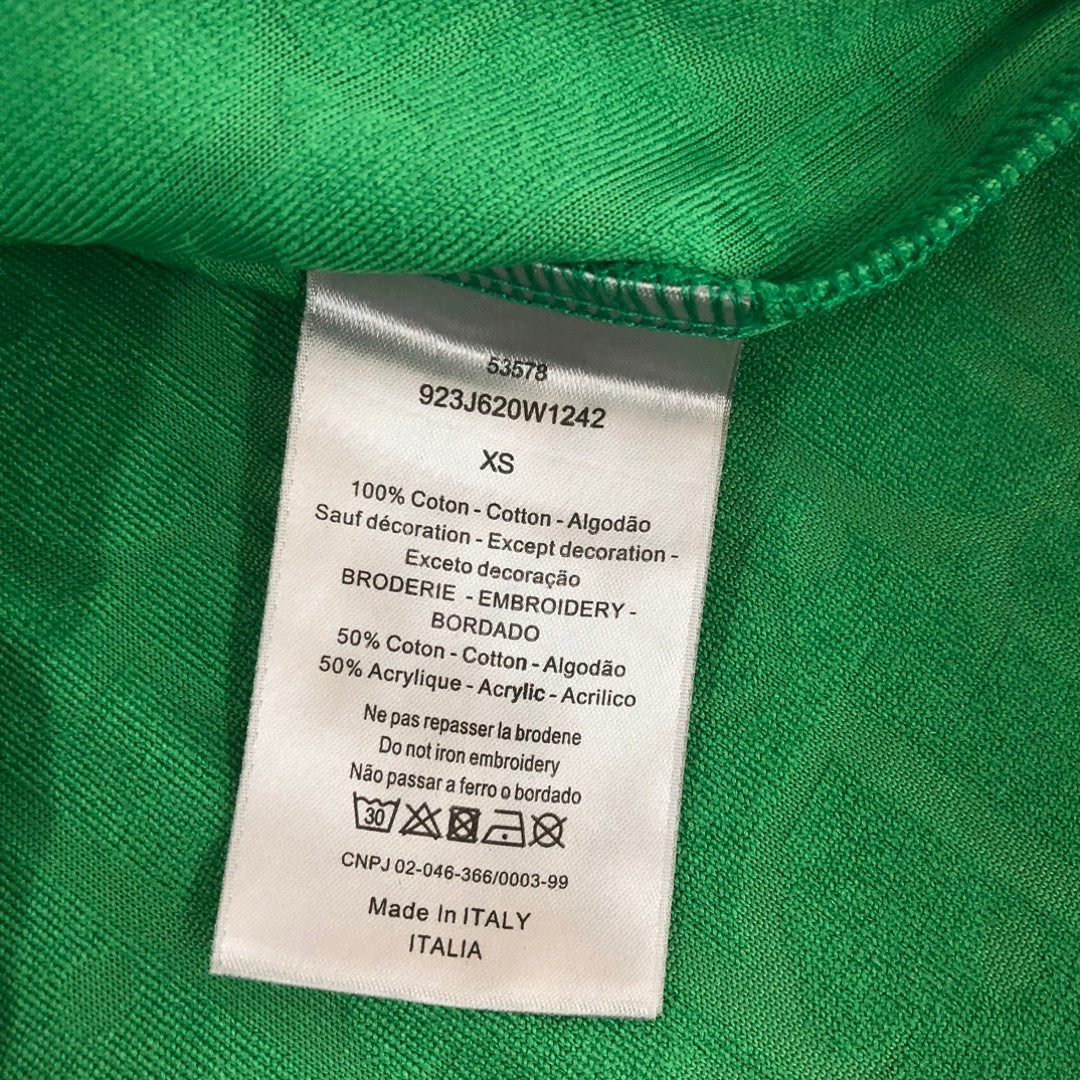 53578
923J620W1242
XS
100% Coton - Cotton - Algodão
Sauf décoration - Except decoration -
Exceto decoração
BRODERIE - EMBROIDERY -
BORDADO
50% Coton - Cotton - Algodão
50% Acrylique - Acrylic - Acrilico
Ne pas repasser la brodene
Do not iron embroidery
Não passar a ferro o bordado
30
CNPJ 02-046-366/0003-99
Made In ITALY
ITALIA